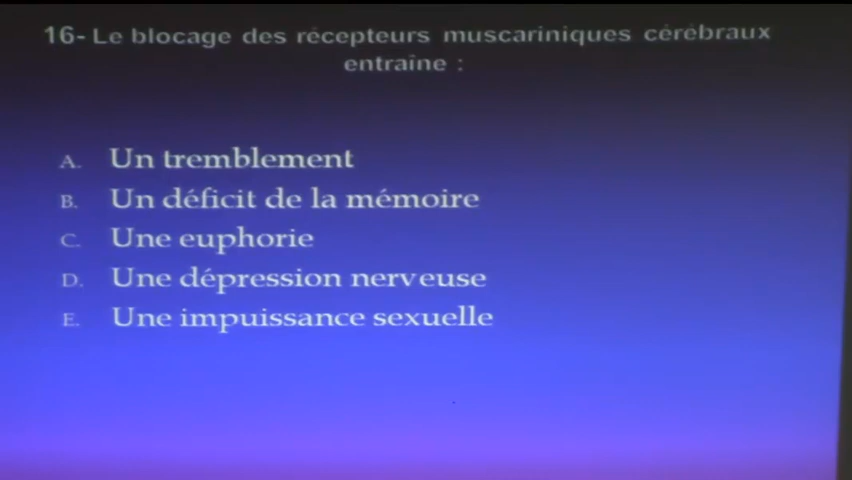 16- Le blocage des récepteurs muscariniques cérébraux
entraîne :
A. Un tremblement
B. Un déficit de la mémoire
C. Une euphorie
D. Une dépression nerveuse
E. Une impuissance sexuelle